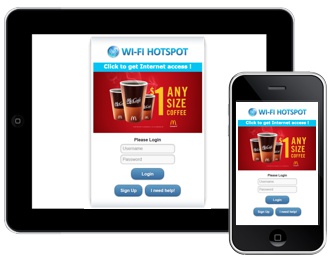 WI-FI HOTSPOT
Click to get Internet access !
$1 ANY
SIZE
COFFEE
Please Login
Username
Password
Login
Sign Up
I need help!
WI-FI HOTSPOT
Click to get Internet access !
$1 ANY
SIZE
COFFEE
Please Login
Username
Password
Login
Sign Up
I need help!